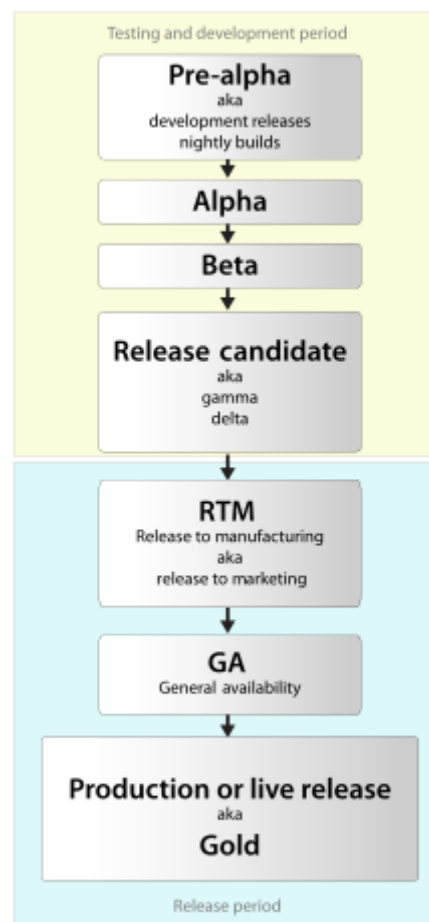 Testing and development period
Pre-alpha
aka
development releases
nightly builds
Alpha
Beta
Release candidate
aka
gamma
delta
RTM
Release to manufacturing
aka
release to marketing
GA
General availability
Production or live release
aka
Gold
Release period